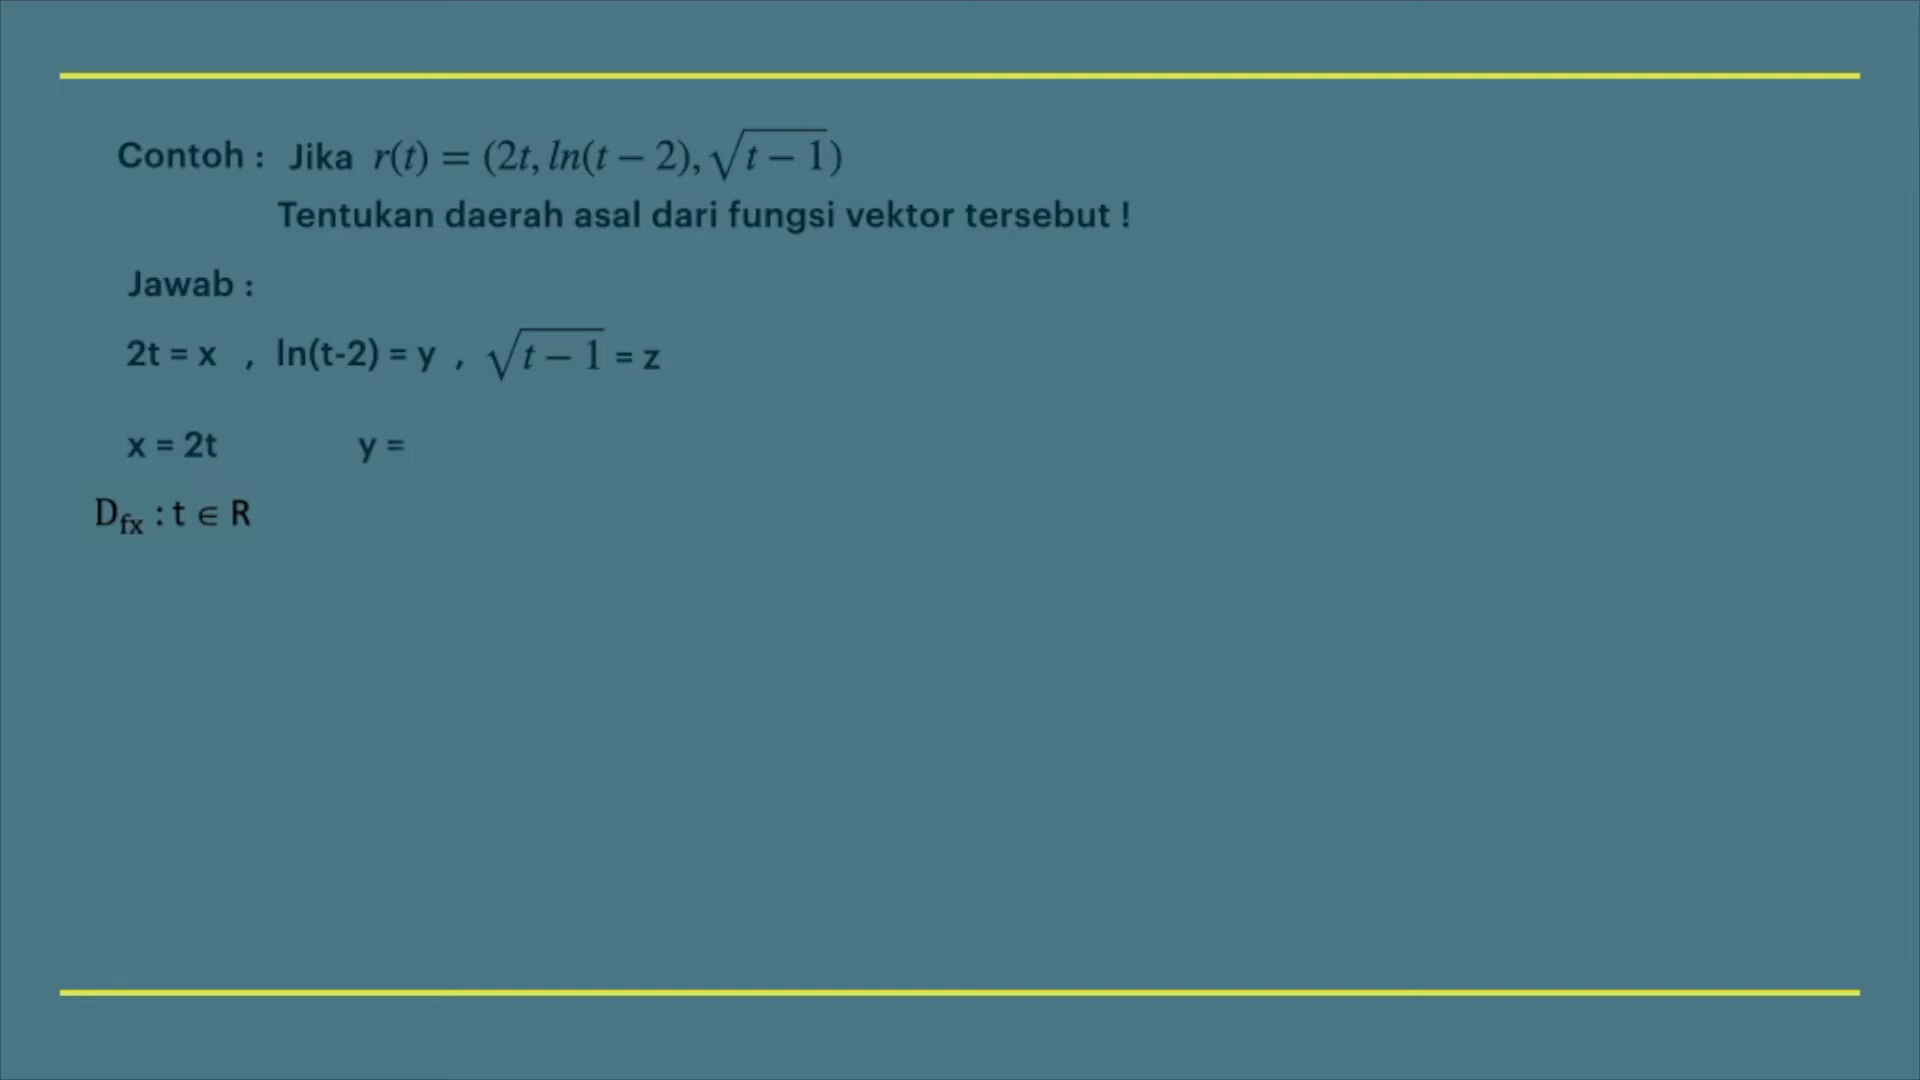 Contoh : Jika r(t) = (2t, ln(t − 2), √(t − 1))
Tentukan daerah asal dari fungsi vektor tersebut !
Jawab :
2t = x , ln(t-2) = y , √(t − 1) = z
x = 2t y =
D_fx : t ∈ R